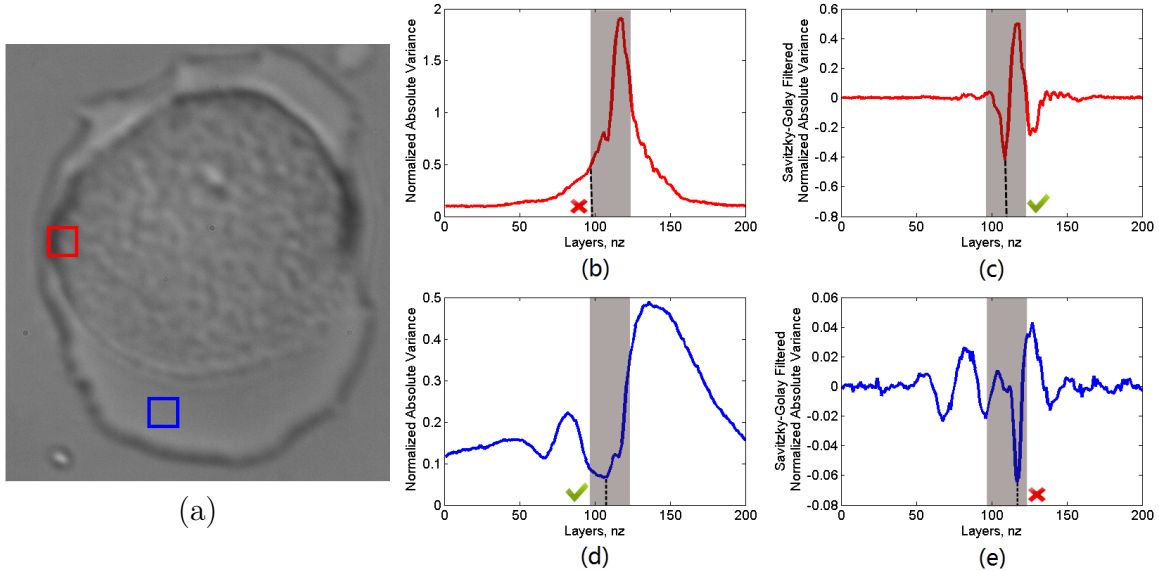 (a)
Normalized Absolute Variance
2
1.5
1
0.5
0
0 50 100 150 200
Layers, nz
(b)
Savitzky-Golay Filtered
Normalized Absolute Variance
0.6
0.4
0.2
0
-0.2
-0.4
-0.6
-0.8
0 50 100 150 200
Layers, nz
(c)
Normalized Absolute Variance
0.5
0.4
0.3
0.2
0.1
0
0 50 100 150 200
Layers, nz
(d)
Savitzky-Golay Filtered
Normalized Absolute Variance
0.06
0.04
0.02
0
-0.02
-0.04
-0.06
-0.08
0 50 100 150 200
Layers, nz
(e)